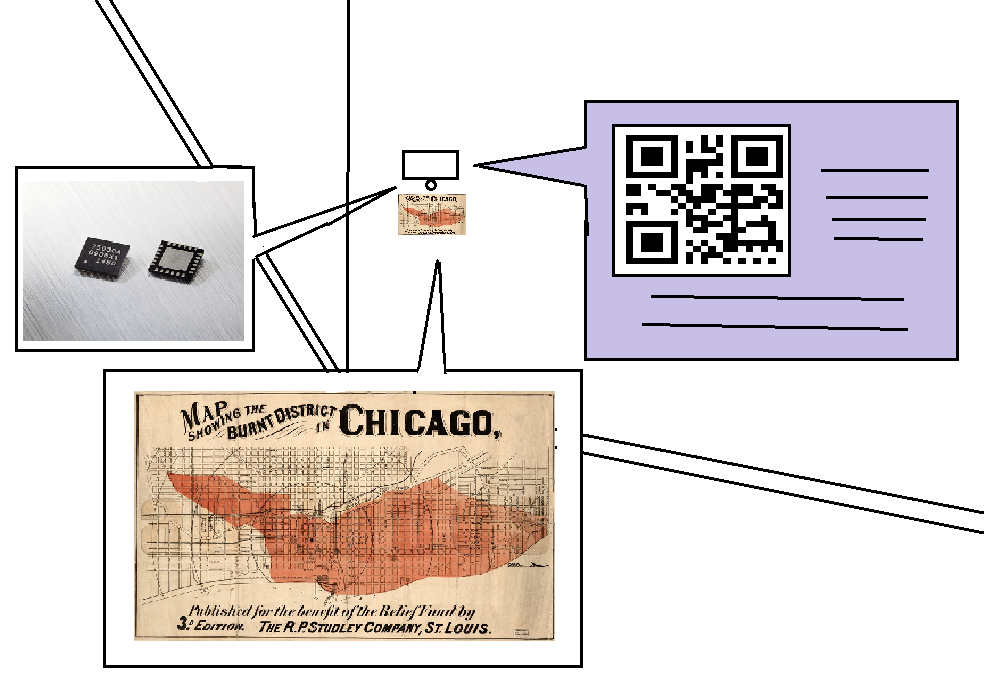 MAP
SHOWING THE
BURNT DISTRICT
IN CHICAGO,
Published for the benefit of the Relief Fund by
3.D EDITION. THE R.P. STUDLEY COMPANY, ST. LOUIS.